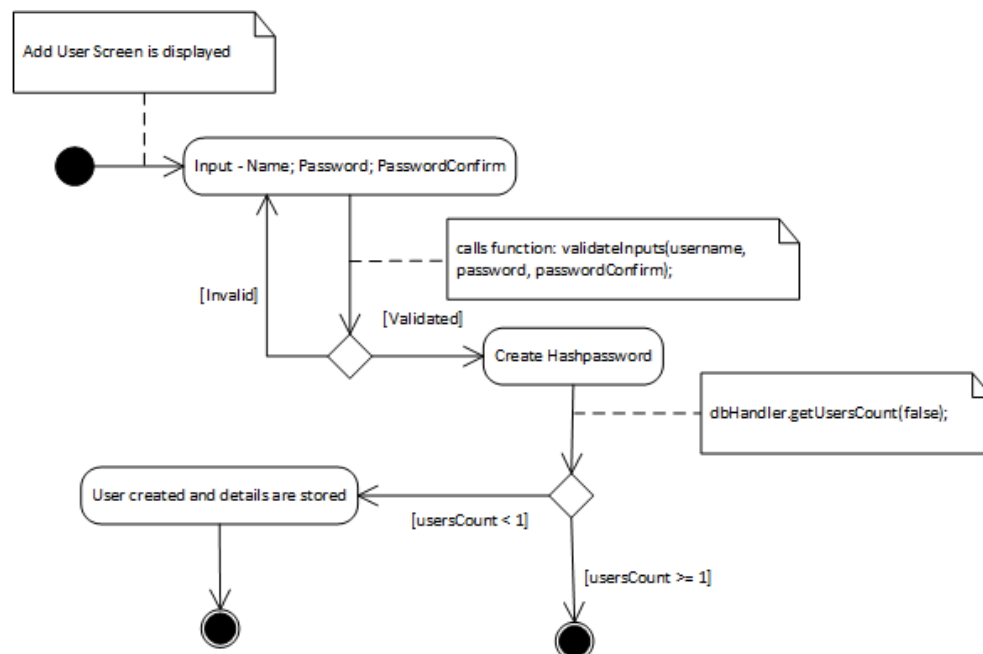 Add User Screen is displayed
Input - Name; Password; PasswordConfirm
calls function: validateInputs(username,
password, passwordConfirm);
[Invalid]
[Validated]
Create Hashpassword
dbHandler.getUsersCount(false);
User created and details are stored
[usersCount < 1]
[usersCount >= 1]